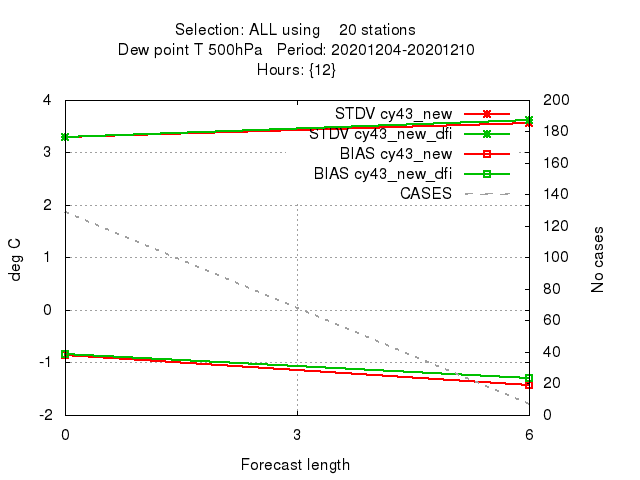 Selection: ALL using    20 stations
Dew point T 500hPa   Period: 20201204-20201210
Hours: {12}
STDV cy43_new
STDV cy43_new_dfi
BIAS cy43_new
BIAS cy43_new_dfi
CASES
deg C
4
3
2
1
0
-1
-2
200
180
160
140
120
100
80
60
40
20
0
No cases
0 3 6
Forecast length